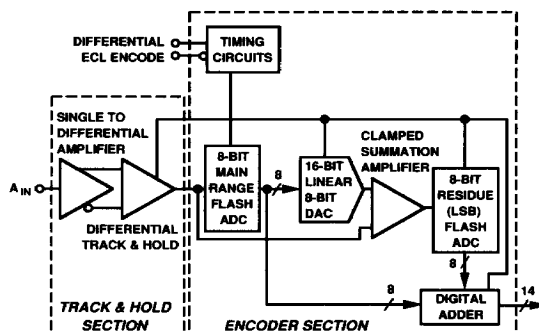 DIFFERENTIAL
ECL ENCODE
TIMING
CIRCUITS
SINGLE TO
DIFFERENTIAL
AMPLIFIER
A IN
DIFFERENTIAL
TRACK & HOLD
8-BIT
MAIN
RANGE
FLASH
ADC
8
16-BIT
LINEAR
8-BIT
DAC
CLAMPED
SUMMATION
AMPLIFIER
8-BIT
RESIDUE
(LSB)
FLASH
ADC
8
8
DIGITAL
ADDER
14
TRACK & HOLD
SECTION
ENCODER SECTION